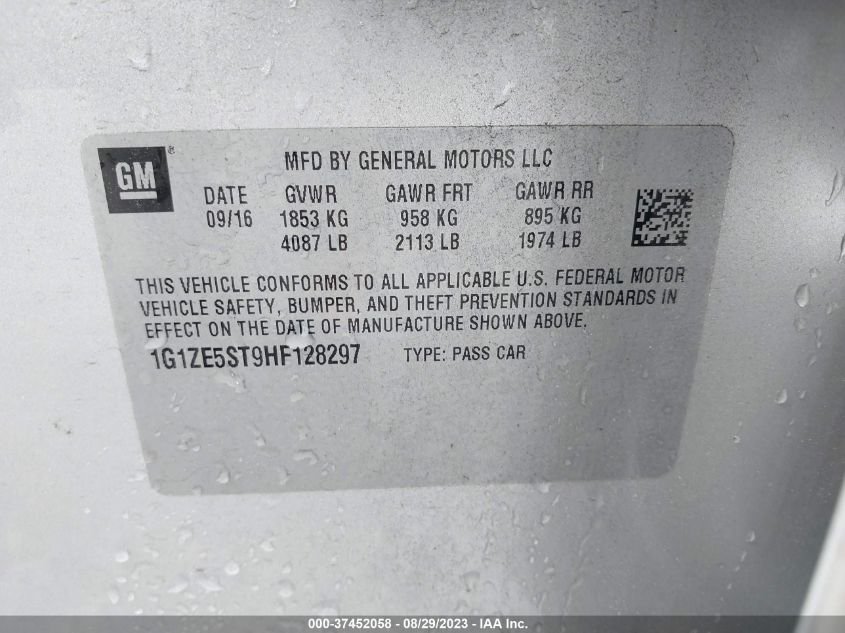 GM ®
MFD BY GENERAL MOTORS LLC
DATE GVWR GAWR FRT GAWR RR
09/16 1853 KG 958 KG 895 KG
4087 LB 2113 LB 1974 LB
THIS VEHICLE CONFORMS TO ALL APPLICABLE U.S. FEDERAL MOTOR
VEHICLE SAFETY, BUMPER, AND THEFT PREVENTION STANDARDS IN
EFFECT ON THE DATE OF MANUFACTURE SHOWN ABOVE.
1G1ZE5ST9HF128297 TYPE: PASS CAR
000-37452058 - 08/29/2023 - IAA Inc.